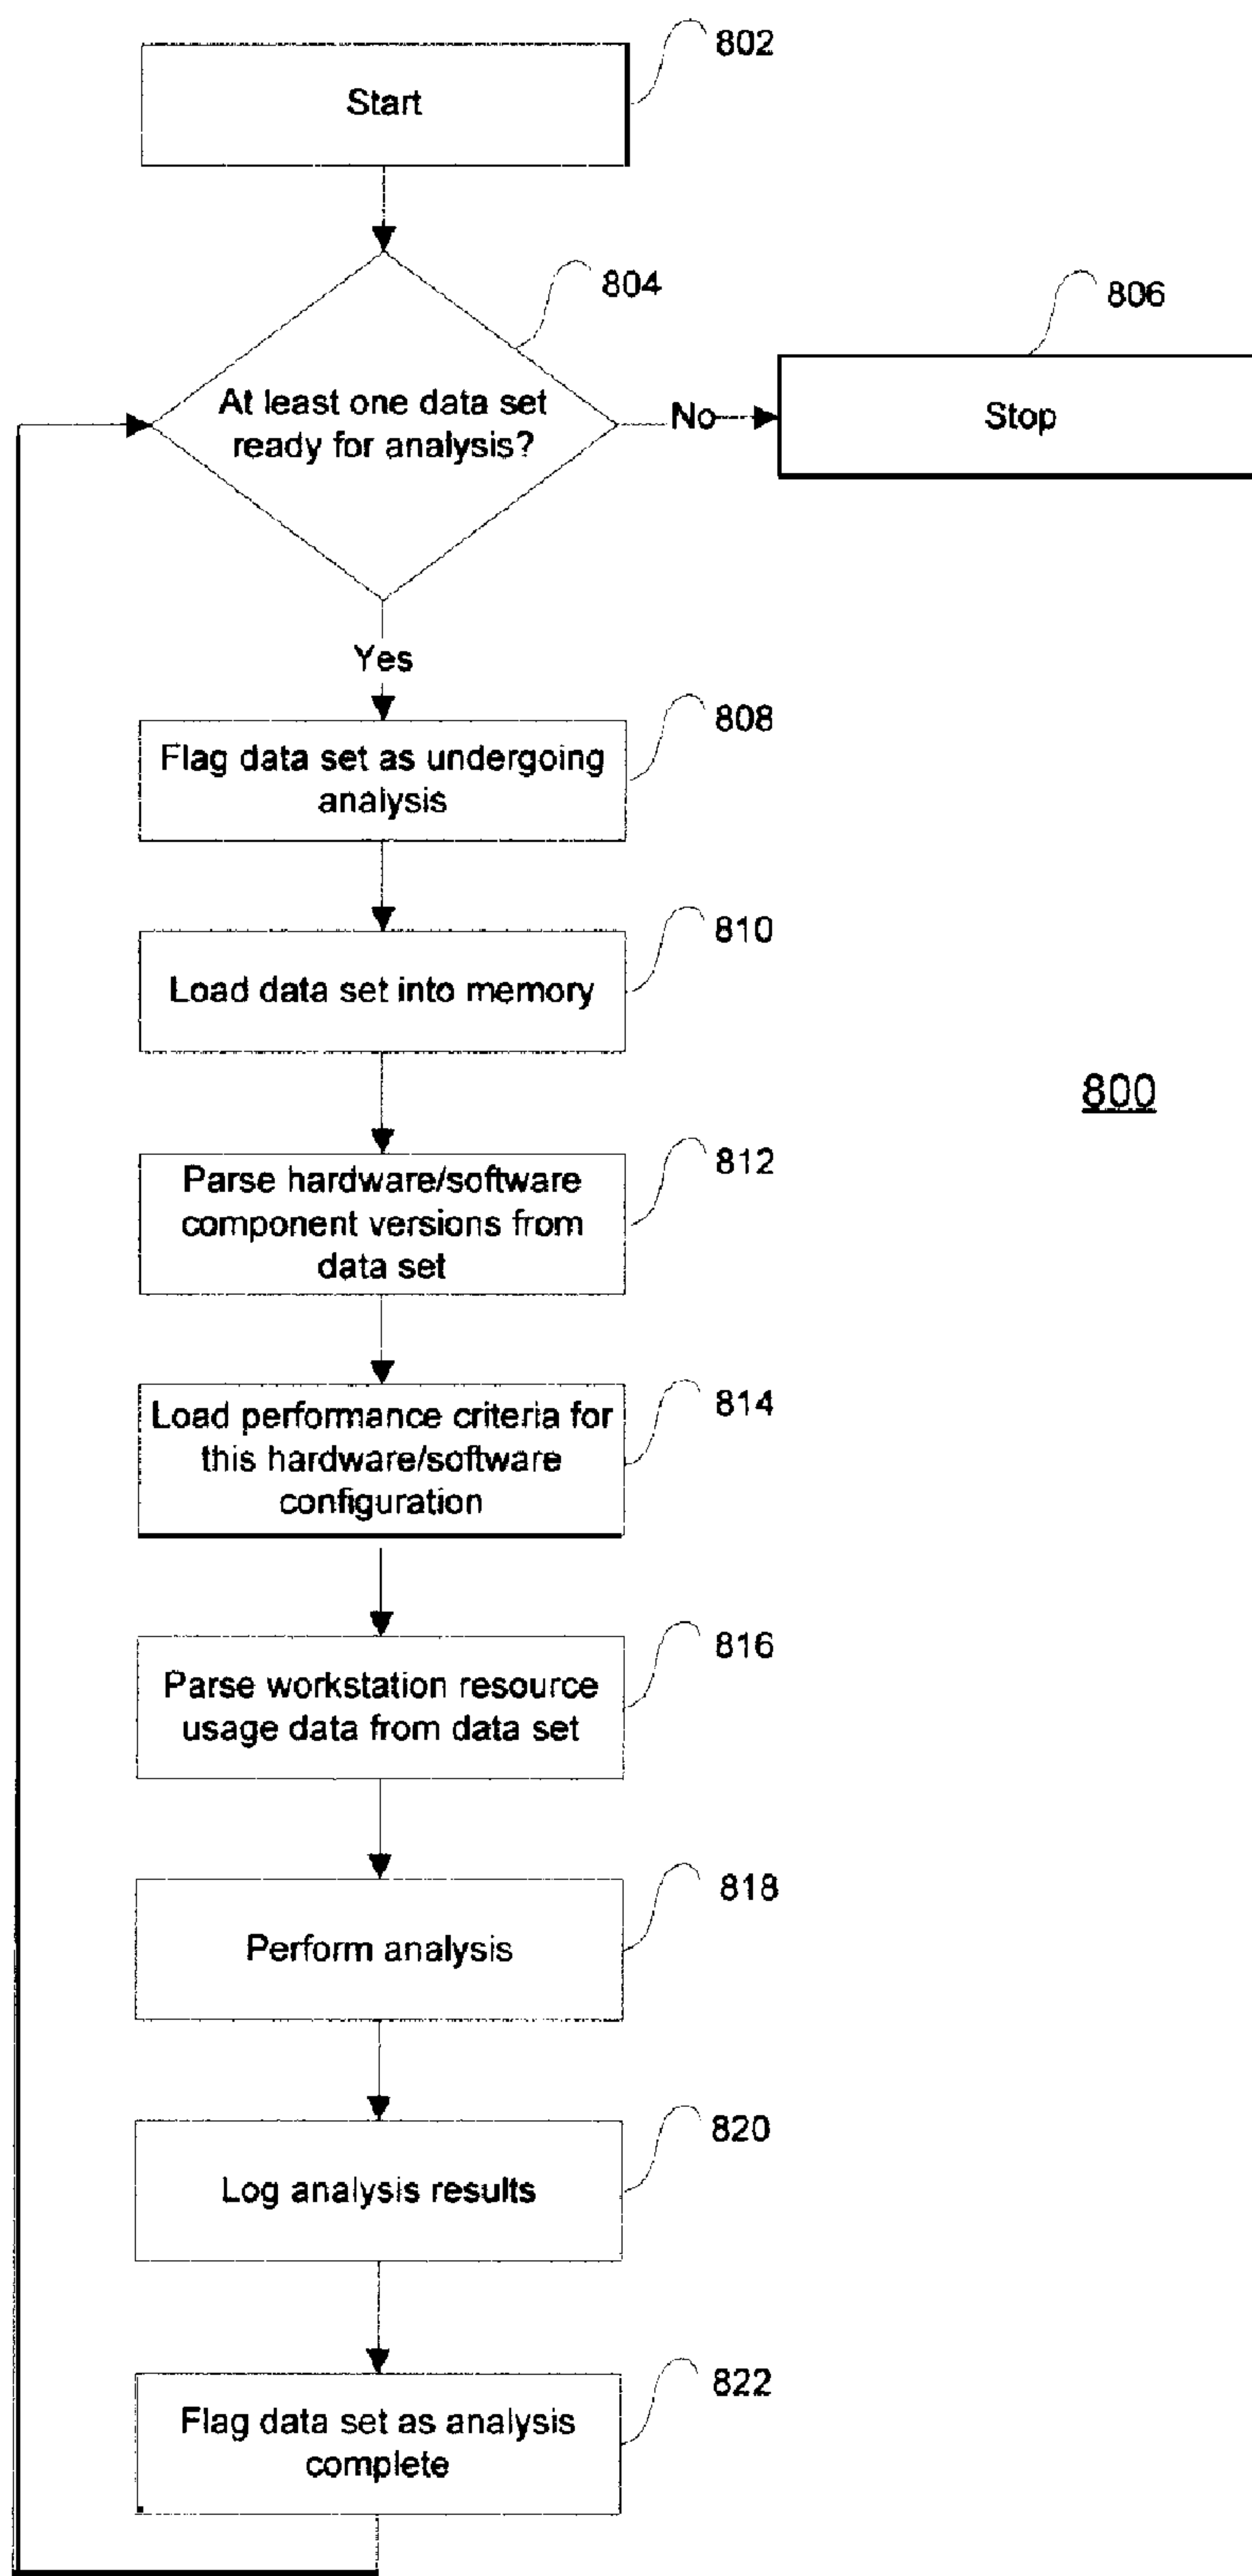 802
Start
804
806
At least one data set
ready for analysis?
No
Stop
Yes
808
Flag data set as undergoing
analysis
810
Load data set into memory
800
812
Parse hardware/software
component versions from
data set
814
Load performance criteria for
this hardware/software
configuration
816
Parse workstation resource
usage data from data set
818
Perform analysis
820
Log analysis results
822
Flag data set as analysis
complete